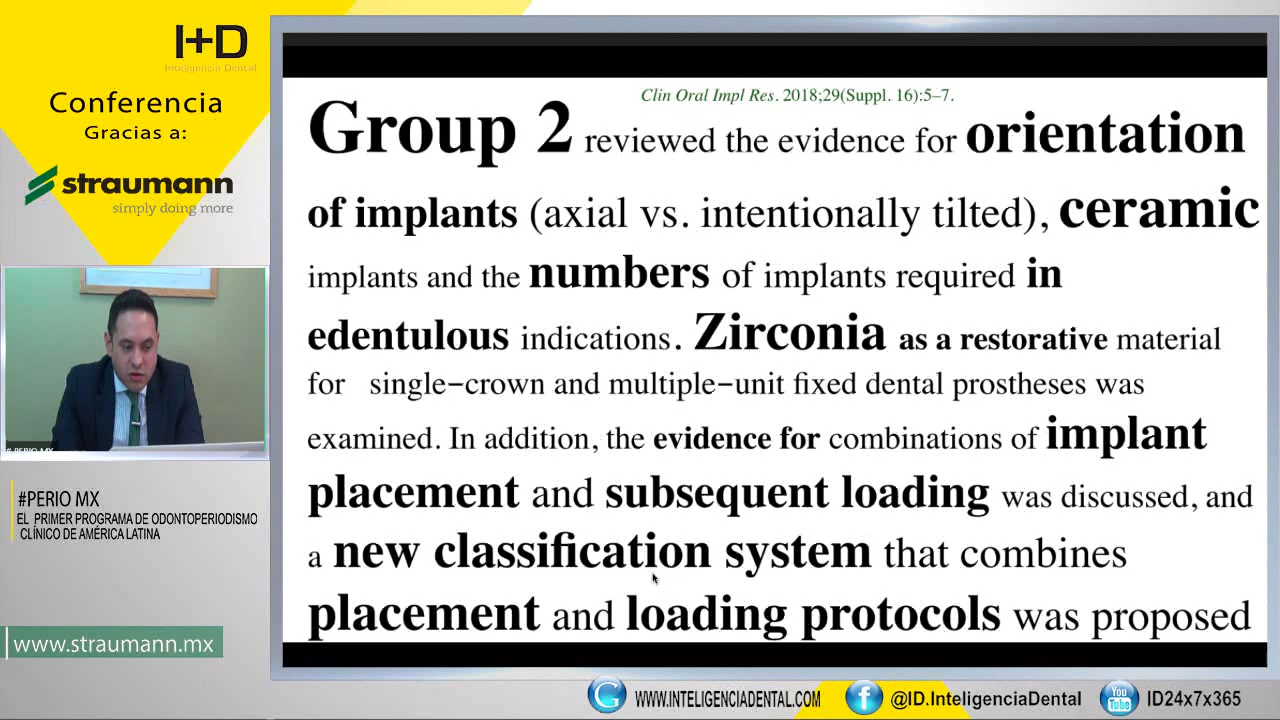 I+D
Inteligencia Dental
Conferencia
Gracias a:
straumann
simply doing more
# PERIO MX
#PERIO MX
EL PRIMER PROGRAMA DE ODONTOPERIODISMO
CLÍNICO DE AMÉRICA LATINA
www.straumann.mx
Clin Oral Impl Res. 2018;29(Suppl. 16):5–7.
Group 2 reviewed the evidence for orientation
of implants (axial vs. intentionally tilted), ceramic
implants and the numbers of implants required in
edentulous indications. Zirconia as a restorative material
for single–crown and multiple–unit fixed dental prostheses was
examined. In addition, the evidence for combinations of implant
placement and subsequent loading was discussed, and
a new classification system that combines
placement and loading protocols was proposed
WWW.INTELIGENCIADENTAL.COM
f
@ID.InteligenciaDental
You
Tube
ID24x7x365